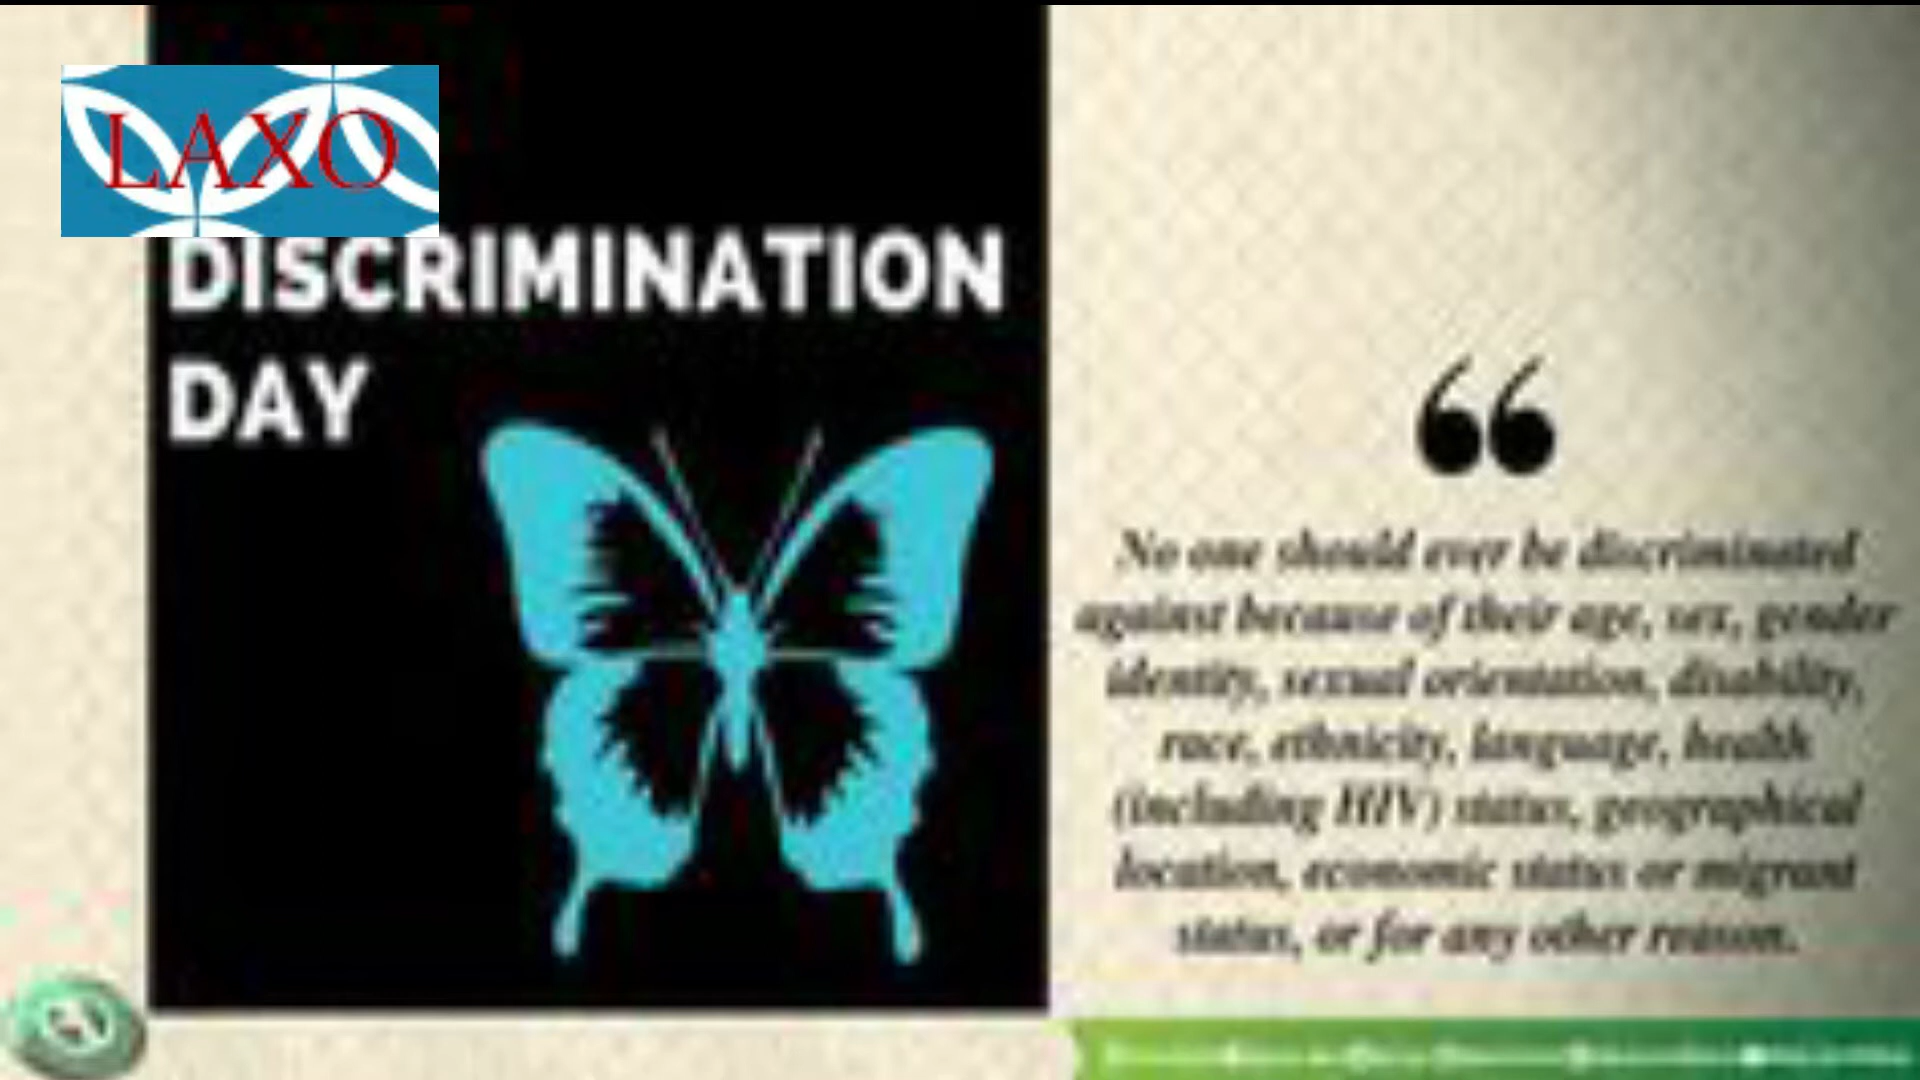 LAXO
DISCRIMINATION
DAY
No one should ever be discriminated
against because of their age, sex, gender
identity, sexual orientation, disability,
race, ethnicity, language, health
(including HIV) status, geographical
location, economic status or migrant
status, or for any other reason.